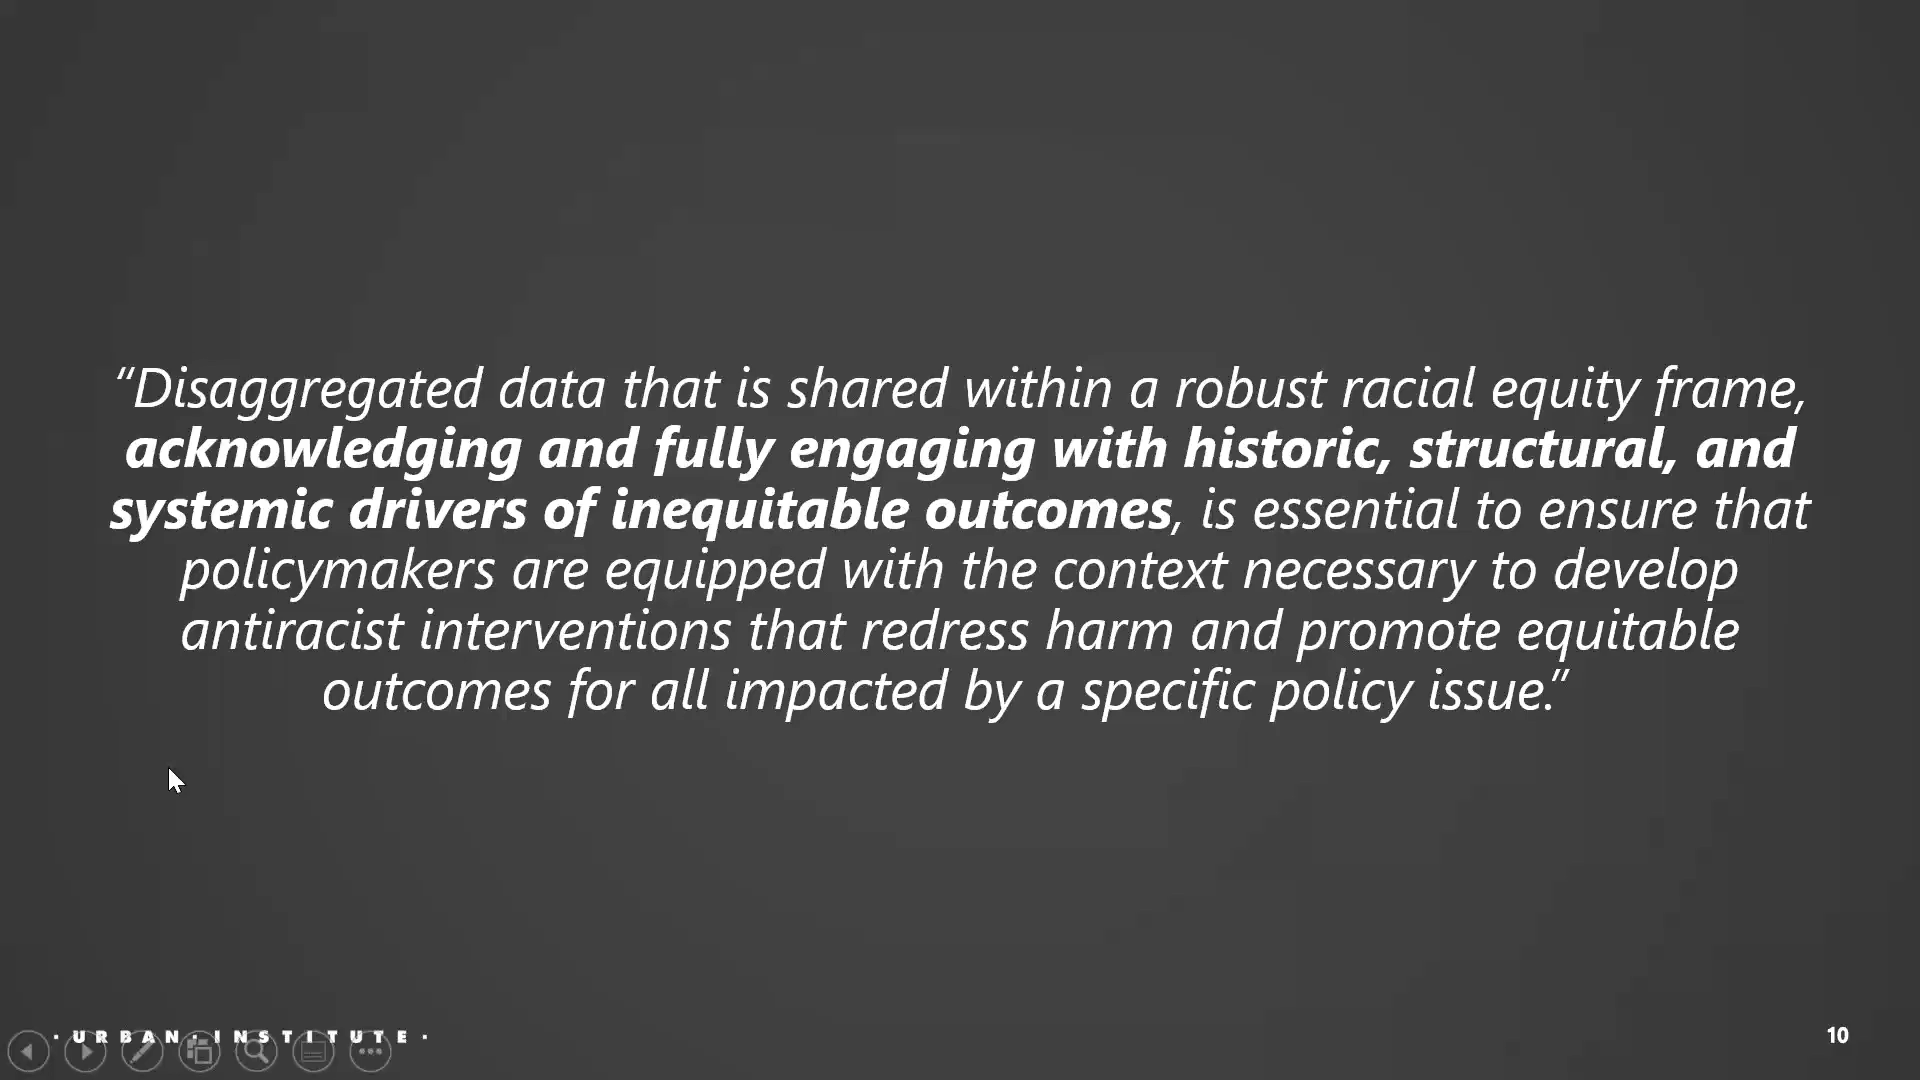 “Disaggregated data that is shared within a robust racial equity frame,
acknowledging and fully engaging with historic, structural, and
systemic drivers of inequitable outcomes, is essential to ensure that
policymakers are equipped with the context necessary to develop
antiracist interventions that redress harm and promote equitable
outcomes for all impacted by a specific policy issue.”
· URBAN · INSTITUTE ·
10